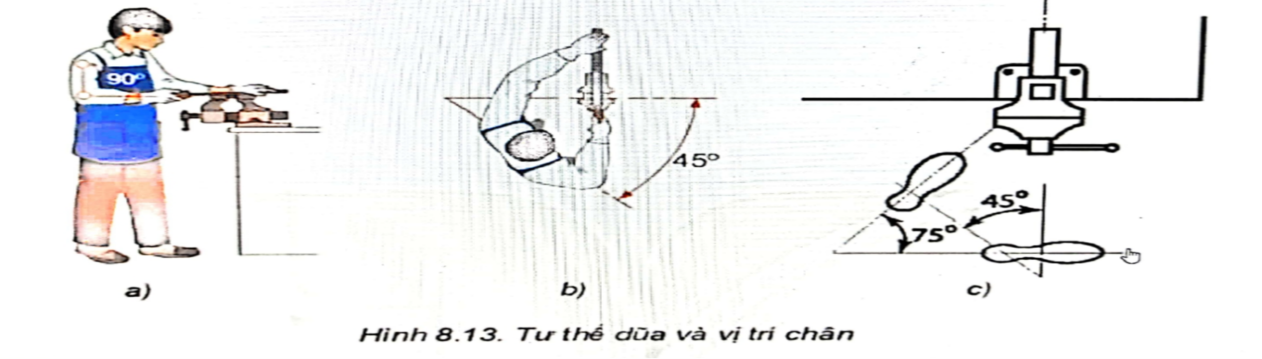 90°
45°
45°
75°
a)
b)
c)
Hình 8.13. Tư thế dũa và vị trí chân